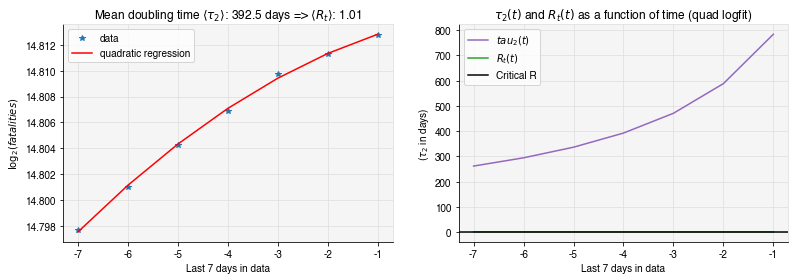 Mean doubling time ⟨τ₂⟩: 392.5 days => ⟨Rₜ⟩: 1.01
data
quadratic regression
log₂(fatalities)
14.812
14.810
14.808
14.806
14.804
14.802
14.800
14.798
-7 -6 -5 -4 -3 -2 -1
Last 7 days in data
τ₂(t) and Rₜ(t) as a function of time (quad logfit)
tau₂(t)
Rₜ(t)
Critical R
(τ₂ in days)
800
700
600
500
400
300
200
100
0
-7 -6 -5 -4 -3 -2 -1
Last 7 days in data